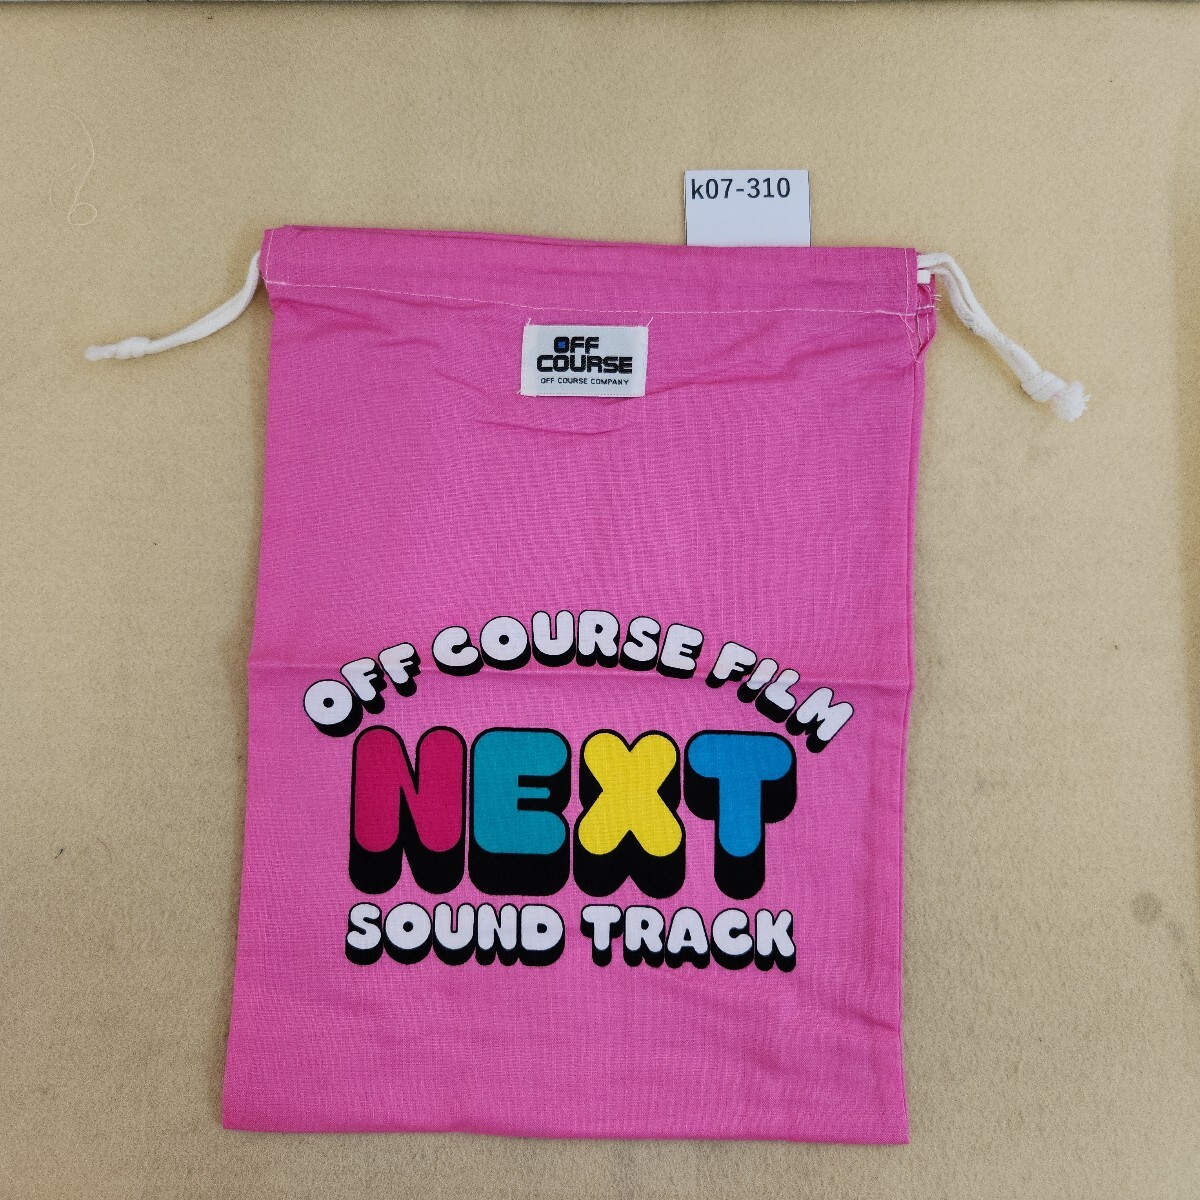 k07-310
OFF
COURSE
OFF COURSE COMPANY
OFF COURSE FILM
NEXT
SOUND TRACK